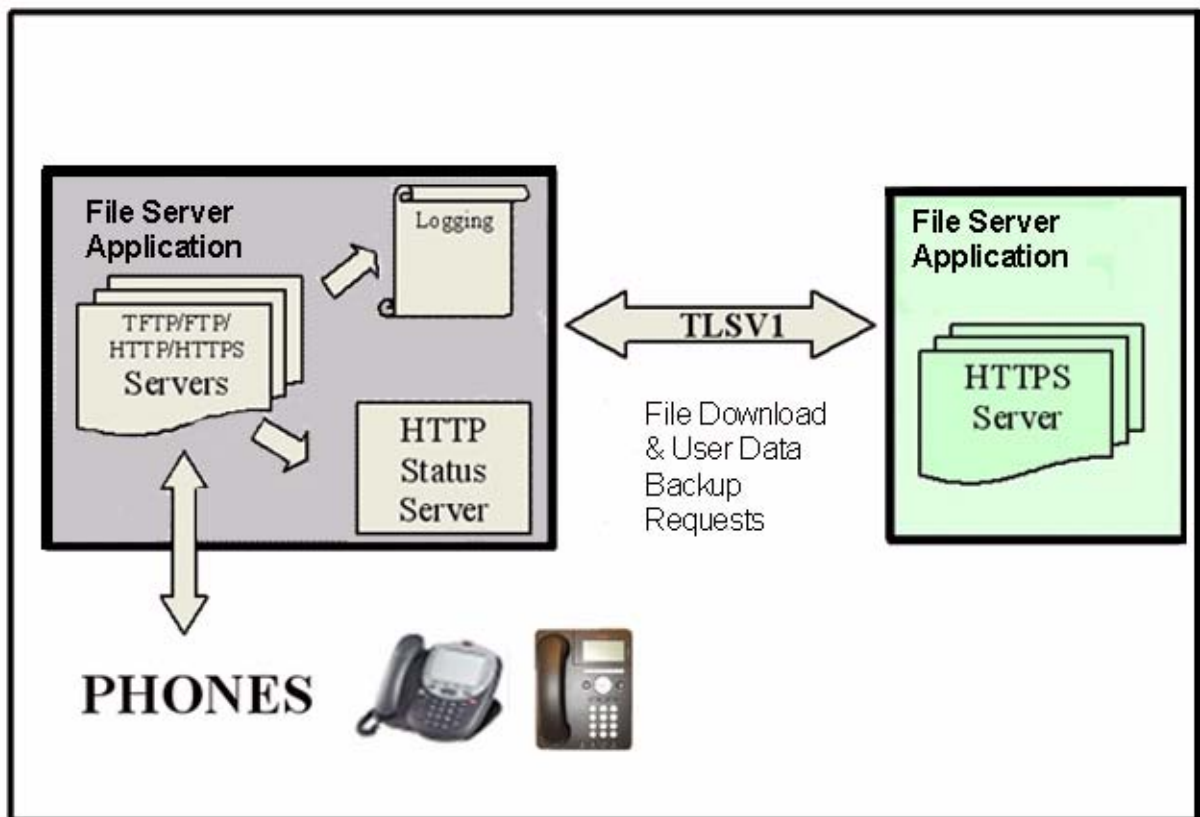 File Server
Application
Logging
TFTP/FTP/
HTTP/HTTPS
Servers
HTTP
Status
Server
TLSV1
File Download
& User Data
Backup
Requests
File Server
Application
HTTPS
Server
PHONES